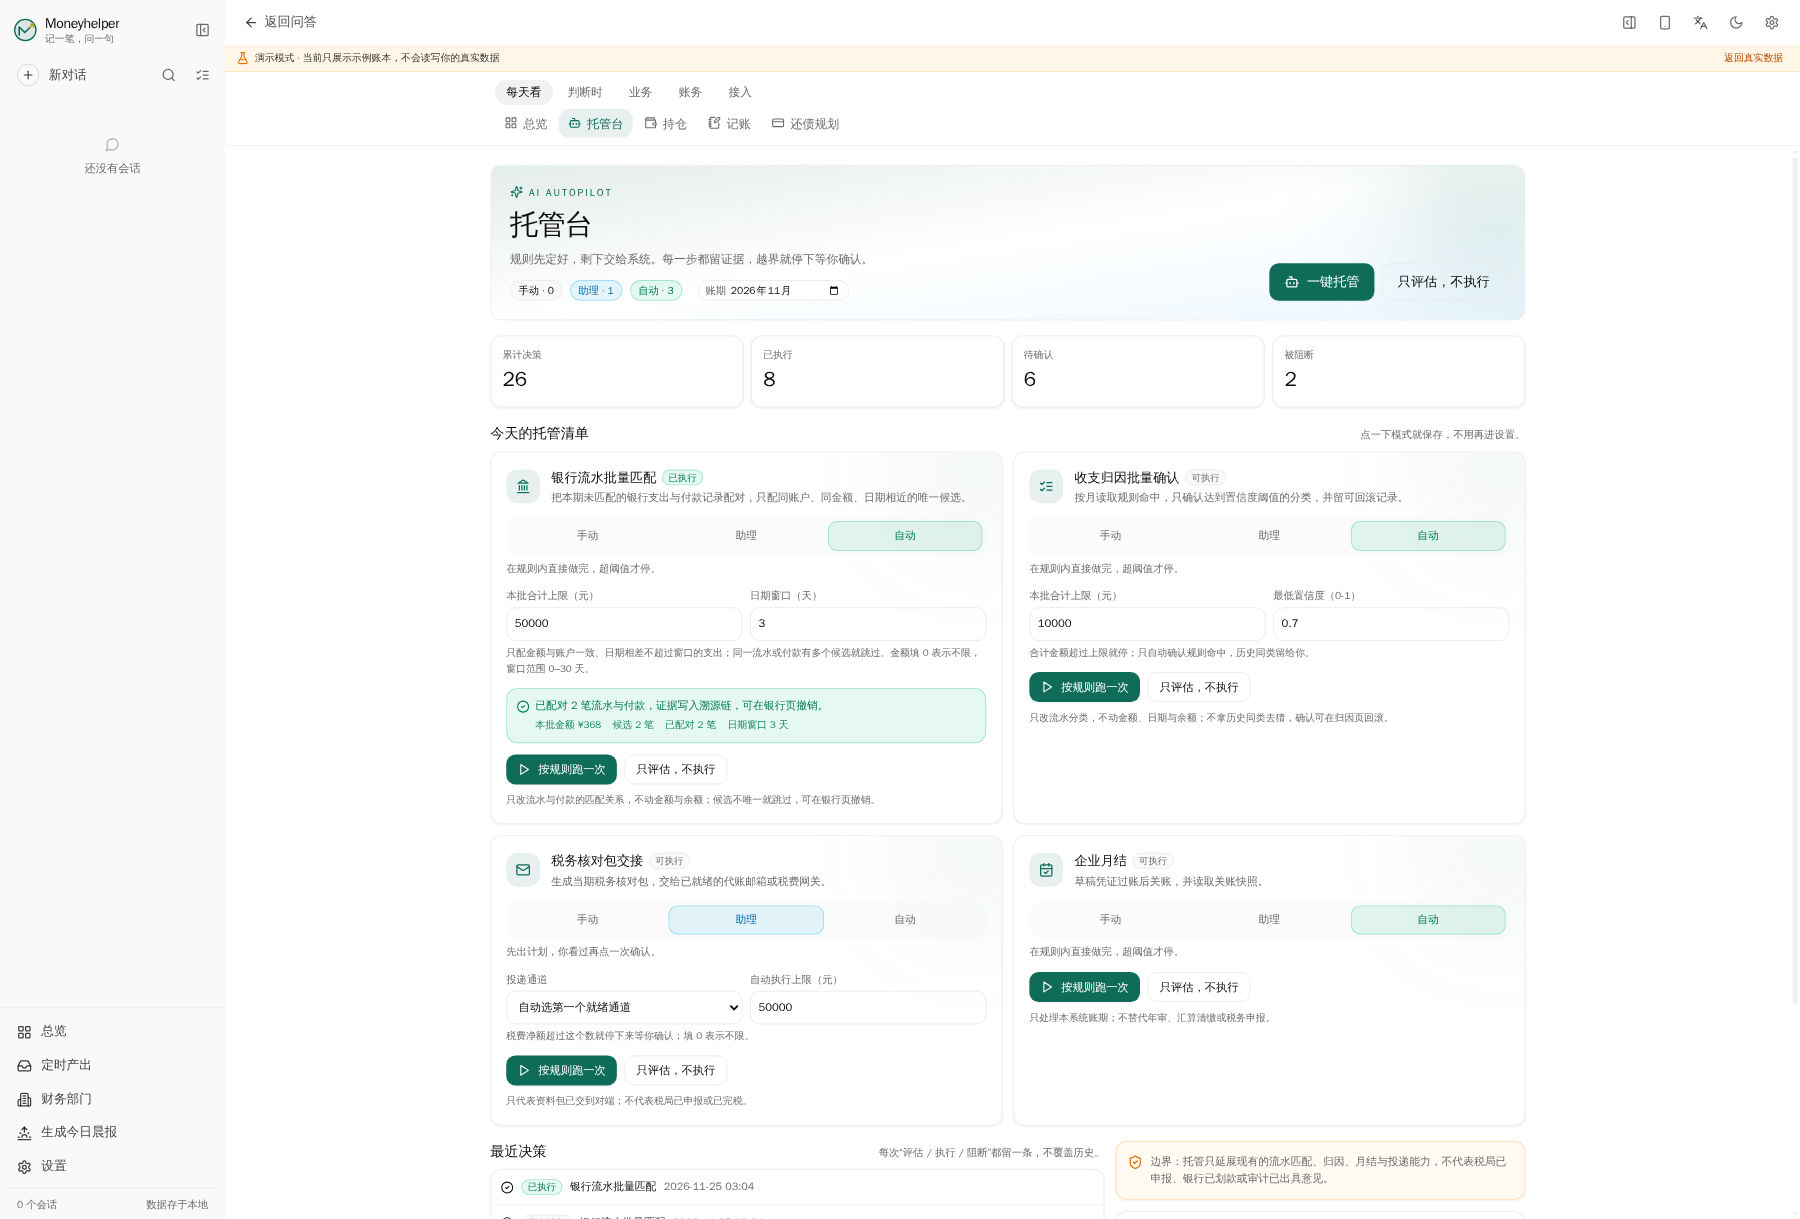 Moneyhelper
记一笔，问一句
新对话
还没有会话
总览
定时产出
财务部门
生成今日晨报
设置
0 个会话
数据存于本地
返回问答
演示模式 · 当前只展示示例账本，不会读写你的真实数据
返回真实数据
每天看 判断时 业务 账务 接入
总览 托管台 持仓 记账 还债规划
AI AUTOPILOT
托管台
规则先定好，剩下交给系统。每一步都留证据，越界就停下等你确认。
手动 · 0 助理 · 1 自动 · 3 账期 2026年11月
一键托管 只评估，不执行
累计决策
26
已执行
8
待确认
6
被阻断
2
今天的托管清单
点一下模式就保存，不用再进设置。
银行流水批量匹配 已执行
把本期未匹配的银行支出与付款记录配对，只配同账户、同金额、日期相近的唯一候选。
手动 助理 自动
在规则内直接做完，超阈值才停。
本批合计上限（元） 日期窗口（天）
50000 3
只配金额与账户一致、日期相差不超过窗口的支出；同一流水或付款有多个候选就跳过。金额填 0 表示不限，
窗口范围 0–30 天。
已配对 2 笔流水与付款，证据写入溯源链，可在银行页撤销。
本批金额 ¥368 候选 2 笔 已配对 2 笔 日期窗口 3 天
按规则跑一次 只评估，不执行
只改流水与付款的匹配关系，不动金额与余额；候选不唯一就跳过，可在银行页撤销。
收支归因批量确认 可执行
按月读取规则命中，只确认达到置信度阈值的分类，并留可回滚记录。
手动 助理 自动
在规则内直接做完，超阈值才停。
本批合计上限（元） 最低置信度（0-1）
10000 0.7
合计金额超过上限就停；只自动确认规则命中，历史同类留给你。
按规则跑一次 只评估，不执行
只改流水分类，不动金额、日期与余额；不拿历史同类去猜，确认可在归因页回滚。
税务核对包交接 可执行
生成当期税务核对包，交给已就绪的代账邮箱或税费网关。
手动 助理 自动
先出计划，你看过再点一次确认。
投递通道 自动执行上限（元）
自动选第一个就绪通道 50000
税费净额超过这个数就停下来等你确认；填 0 表示不限。
按规则跑一次 只评估，不执行
只代表资料包已交到对端；不代表税局已申报或已完税。
企业月结 可执行
草稿凭证过账后关账，并读取关账快照。
手动 助理 自动
在规则内直接做完，超阈值才停。
按规则跑一次 只评估，不执行
只处理本系统账期；不替代年审、汇算清缴或税务申报。
最近决策
每次“评估 / 执行 / 阻断”都留一条，不覆盖历史。
已执行 银行流水批量匹配 2026-11-25 03:04
边界：托管只延展现有的流水匹配、归因、月结与投递能力，不代表税局已
申报、银行已划款或审计已出具意见。